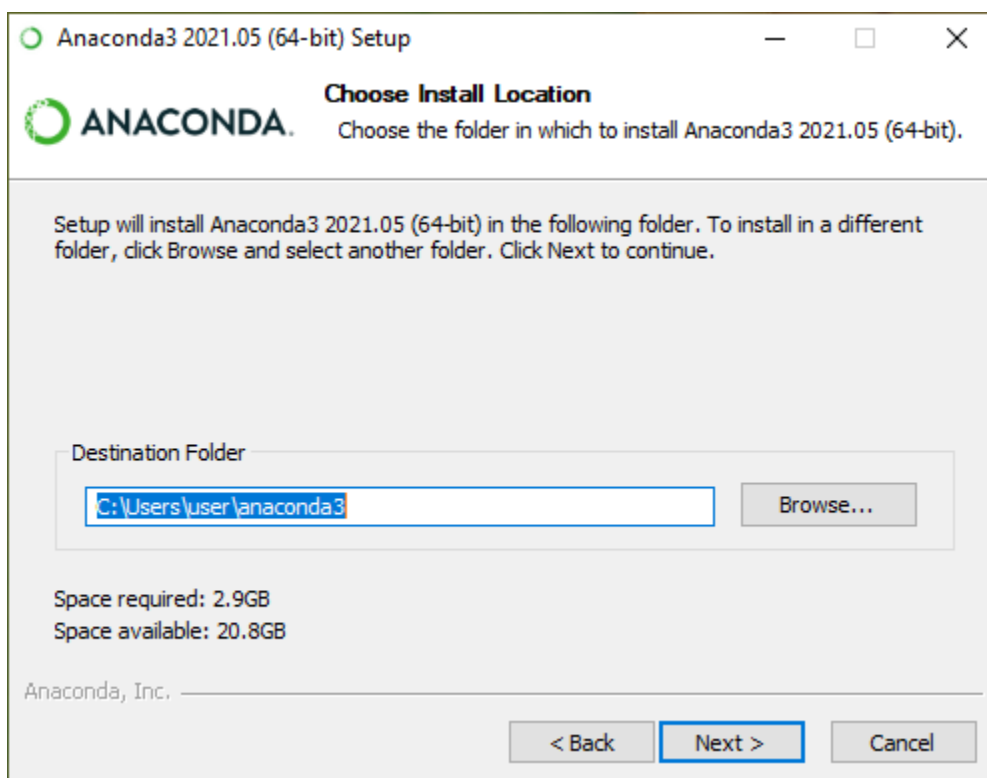 Anaconda3 2021.05 (64-bit) Setup
ANACONDA.
Choose Install Location
Choose the folder in which to install Anaconda3 2021.05 (64-bit).
Setup will install Anaconda3 2021.05 (64-bit) in the following folder. To install in a different
folder, click Browse and select another folder. Click Next to continue.
Destination Folder
C:\Users\user\anaconda3
Browse...
Space required: 2.9GB
Space available: 20.8GB
Anaconda, Inc.
< Back
Next >
Cancel